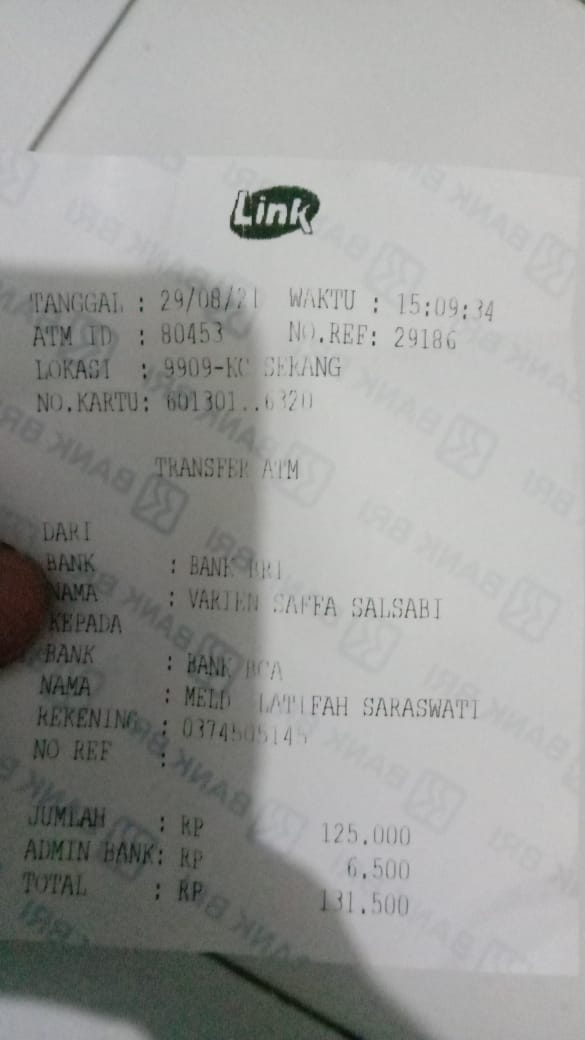 Link
TANGGAL : 29/08/21 WAKTU : 15:09:34
ATM ID : 80453 NO.REF: 29186
LOKASI : 9909-KC SERANG
NO.KARTU: 601301..6320
TRANSFER ATM
DARI
BANK : BANK BRI
NAMA : VARIEN SAFFA SALSABI
KEPADA
BANK : BANK BCA
NAMA : MELD LATIFAH SARASWATI
REKENING : 0374505145
NO REF :
JUMLAH : RP 125.000
ADMIN BANK: RP 6.500
TOTAL : RP 131.500
BANK BRI